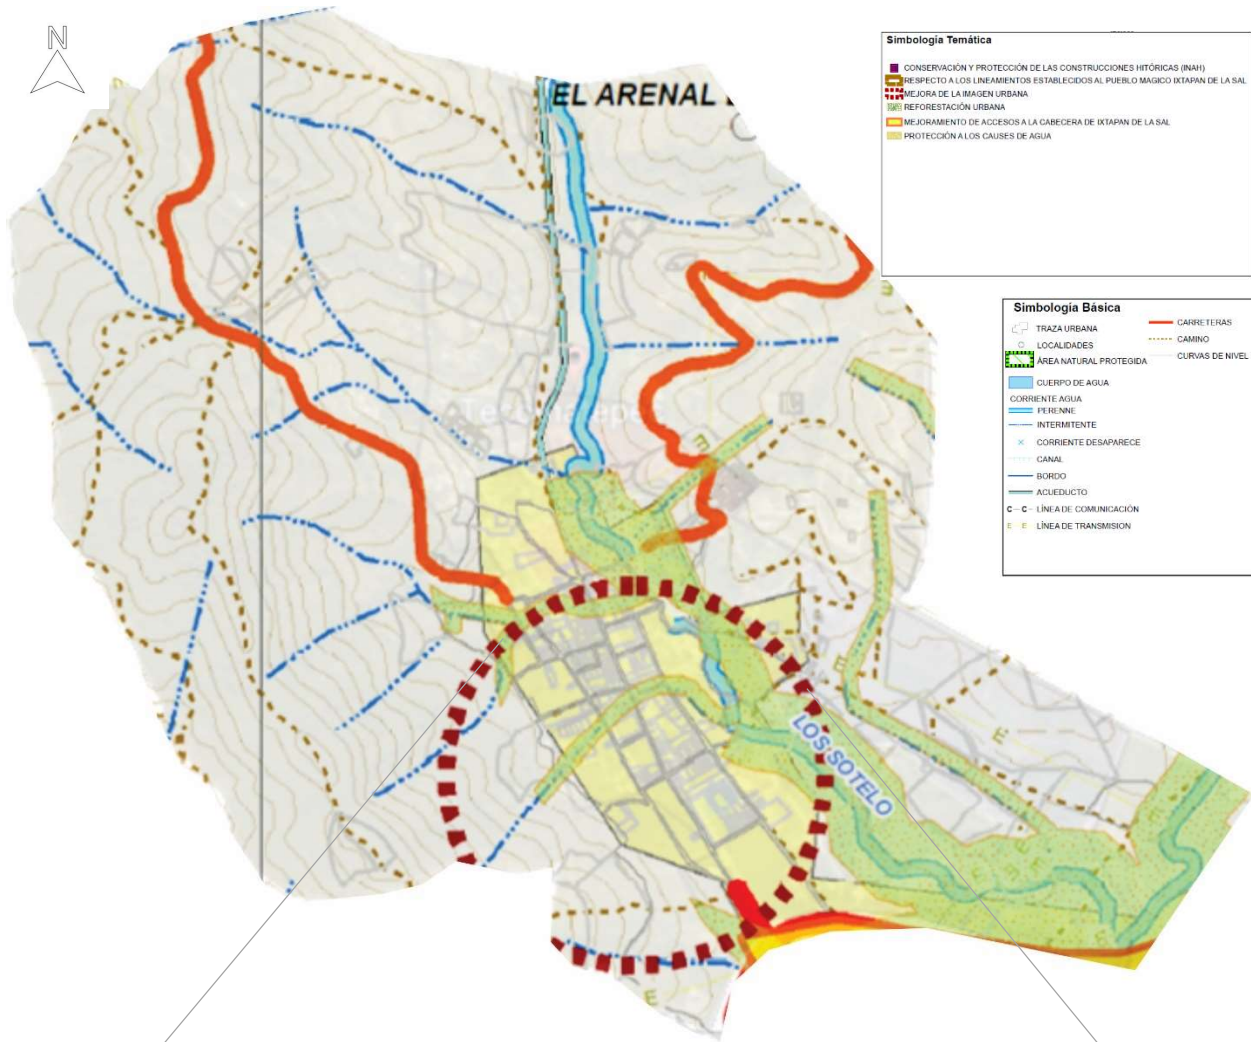 N
EL ARENAL
Simbología Temática
CONSERVACIÓN Y PROTECCIÓN DE LAS CONSTRUCCIONES HITÓRICAS (INAH)
RESPECTO A LOS LINEAMIENTOS ESTABLECIDOS AL PUEBLO MAGICO IXTAPAN DE LA SAL
MEJORA DE LA IMAGEN URBANA
REFORESTACIÓN URBANA
MEJORAMIENTO DE ACCESOS A LA CABECERA DE IXTAPAN DE LA SAL
PROTECCIÓN A LOS CAUSES DE AGUA
Simbología Básica
TRAZA URBANA
LOCALIDADES
ÁREA NATURAL PROTEGIDA
CUERPO DE AGUA
CORRIENTE AGUA
PERENNE
INTERMITENTE
CORRIENTE DESAPARECE
CANAL
BORDO
ACUEDUCTO
C - C - LÍNEA DE COMUNICACIÓN
E E LÍNEA DE TRANSMISION
CARRETERAS
CAMINO
CURVAS DE NIVEL
E
E
E
E
LOS SOTELO
E
E
E
E
E
E
E
E
E